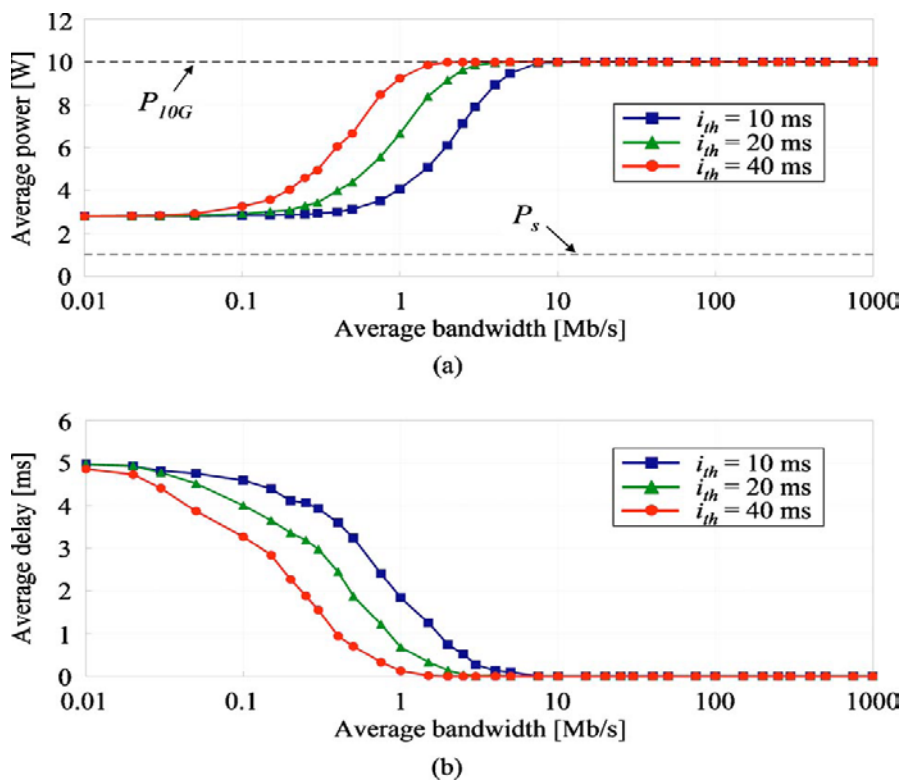 12
10
8
6
4
2
0
Average power [W]
P10G
Ps
ith = 10 ms
ith = 20 ms
ith = 40 ms
0.01 0.1 1 10 100 1000
Average bandwidth [Mb/s]
(a)
6
5
4
3
2
1
0
Average delay [ms]
ith = 10 ms
ith = 20 ms
ith = 40 ms
0.01 0.1 1 10 100 1000
Average bandwidth [Mb/s]
(b)